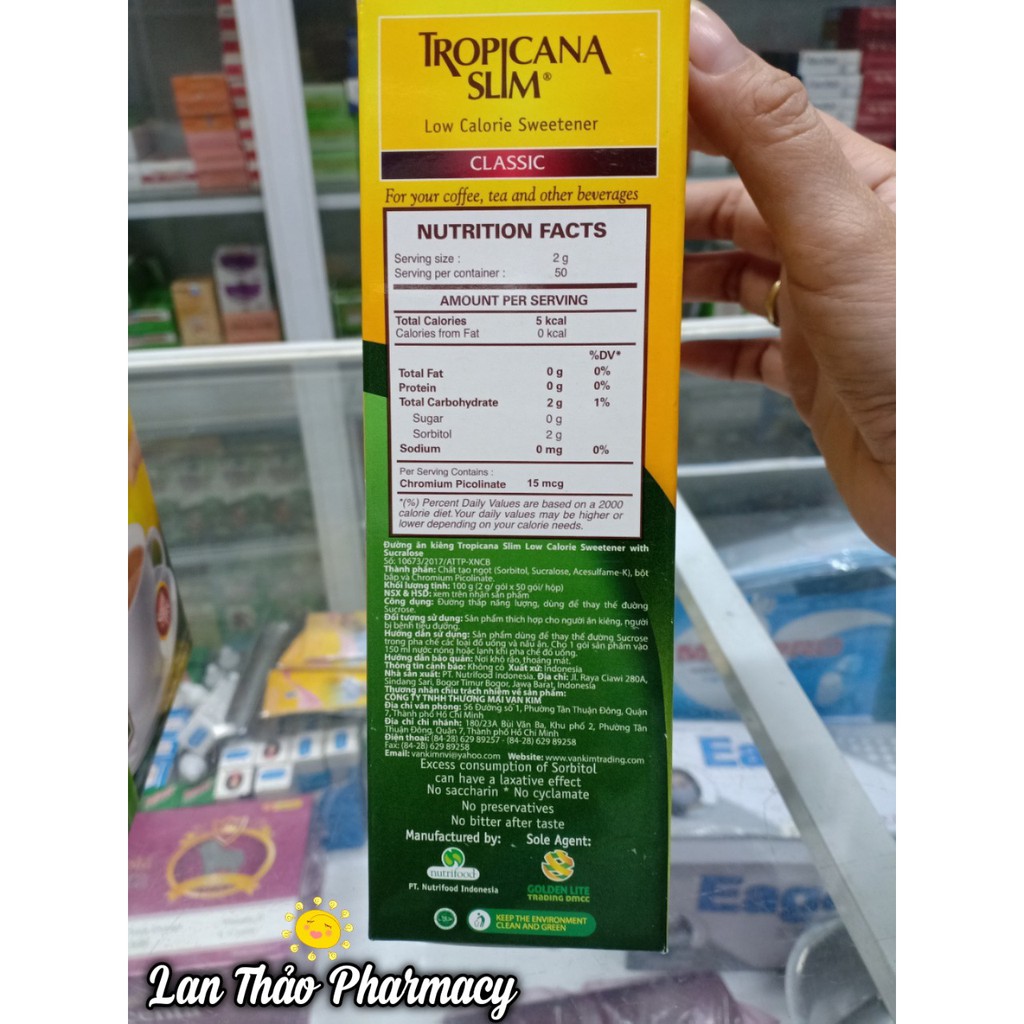 TROPICANA
SLIM®
Low Calorie Sweetener
CLASSIC
For your coffee, tea and other beverages
NUTRITION FACTS
Serving size : 2 g
Serving per container : 50
AMOUNT PER SERVING
Total Calories 5 kcal
Calories from Fat 0 kcal
%DV*
Total Fat 0 g 0%
Protein 0 g 0%
Total Carbohydrate 2 g 1%
Sugar 0 g
Sorbitol 2 g
Sodium 0 mg 0%
Per Serving Contains :
Chromium Picolinate 15 mcg
*(%) Percent Daily Values are based on a 2000
calorie diet. Your daily values may be higher or
lower depending on your calorie needs.
Đường ăn kiêng Tropicana Slim Low Calorie Sweetener with
Sucralose
Số: 10673/2017/ATTP-XNCB
Thành phần: Chất tạo ngọt (Sorbitol, Sucralose, Acesulfame-K), bột
bắp và Chromium Picolinate.
Khối lượng tịnh: 100 g (2 g/ gói x 50 gói/ hộp)
NSX & HSD: xem trên nhãn sản phẩm
Công dụng: Đường thấp năng lượng, dùng để thay thế đường
Sucrose.
Đối tượng sử dụng: Sản phẩm thích hợp cho người ăn kiêng, người
bị bệnh tiểu đường.
Hướng dẫn sử dụng: Sản phẩm dùng để thay thế đường Sucrose
trong pha chế các loại đồ uống và nấu ăn. Cho 1 gói sản phẩm vào
150 ml nước nóng hoặc lạnh khi pha chế đồ uống.
Hướng dẫn bảo quản: Nơi khô ráo, thoáng mát.
Thông tin cảnh báo: Không có Xuất xứ: Indonesia
Nhà sản xuất: PT. Nutrifood Indonesia. Địa chỉ: Jl. Raya Ciawi 280A,
Sindang Sari, Bogor Timur Bogor, Jawa Barat, Indonesia
Thương nhân chịu trách nhiệm về sản phẩm:
CÔNG TY TNHH THƯƠNG MẠI VẠN KIM
Địa chỉ văn phòng: 56 Đường số 1, Phường Tân Thuận Đông, Quận
7, Thành phố Hồ Chí Minh
Địa chỉ chi nhánh: 180/23A Bùi Văn Ba, Khu phố 2, Phường Tân
Thuận Đông, Quận 7, Thành phố Hồ Chí Minh
Điện thoại: (84-28) 629 89257 - (84-28) 629 89258
Fax: (84-28) 629 89258
Email: vankimnvi@yahoo.com Website: www.vankimtrading.com
Excess consumption of Sorbitol
can have a laxative effect
No saccharin * No cyclamate
No preservatives
No bitter after taste
Manufactured by: Sole Agent:
nutrifood
PT. Nutrifood Indonesia
GOLDEN LITE
TRADING DMCC
KEEP THE ENVIRONMENT
CLEAN AND GREEN
Lan Thảo Pharmacy